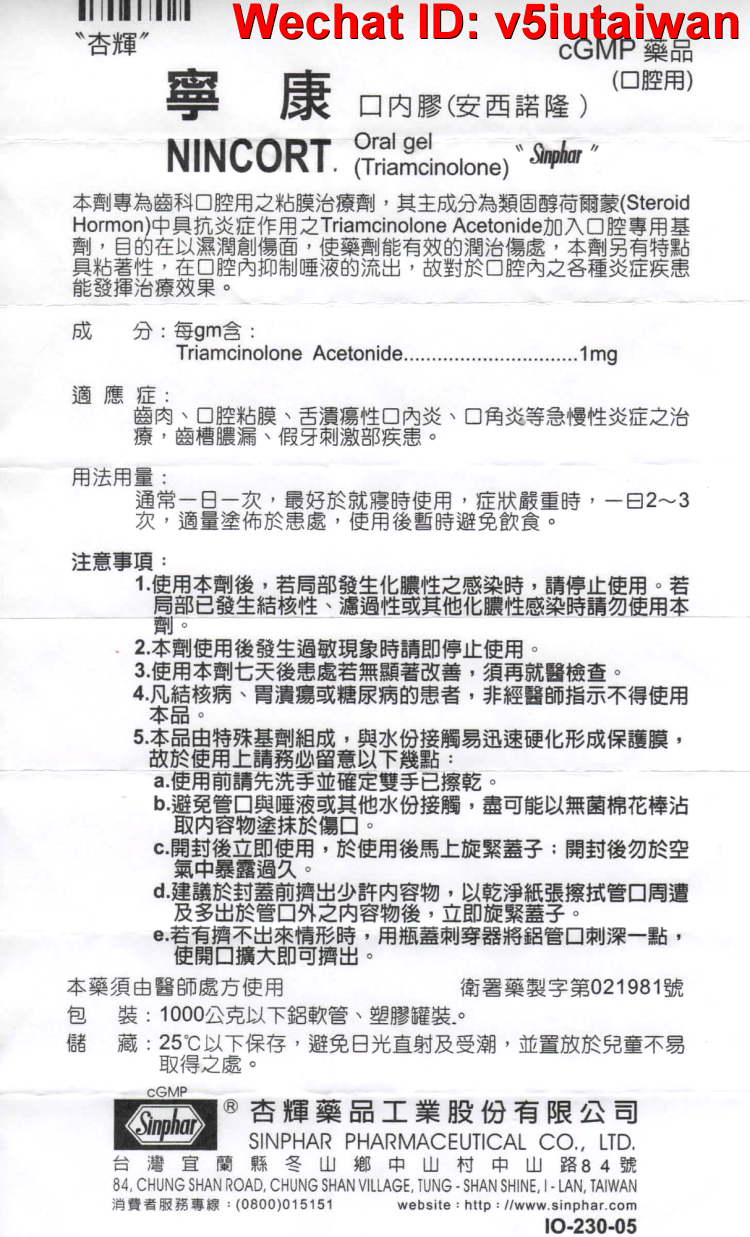 Wechat ID: v5iutaiwan
〝杏輝〞
cGMP 藥品
(口腔用)
寧 康 口內膠(安西諾隆)
NINCORT. Oral gel (Triamcinolone) 〝Sinphar〞
本劑專為齒科口腔用之粘膜治療劑，其主成分為類固醇荷爾蒙(Steroid
Hormon)中具抗炎症作用之Triamcinolone Acetonide加入口腔專用基
劑，目的在以濕潤創傷面，使藥劑能有效的潤治傷處，本劑另有特點
具粘著性，在口腔內抑制唾液的流出，故對於口腔內之各種炎症疾患
能發揮治療效果。
成 分：每gm含：
Triamcinolone Acetonide..............................1mg
適 應 症：
齒肉、口腔粘膜、舌潰瘍性口內炎、口角炎等急慢性炎症之治
療，齒槽膿漏、假牙刺激部疾患。
用法用量：
通常一日一次，最好於就寢時使用，症狀嚴重時，一日2～3
次，適量塗佈於患處，使用後暫時避免飲食。
注意事項：
1.使用本劑後，若局部發生化膿性之感染時，請停止使用。若
局部已發生結核性、濾過性或其他化膿性感染時請勿使用本
劑。
2.本劑使用後發生過敏現象時請即停止使用。
3.使用本劑七天後患處若無顯著改善，須再就醫檢查。
4.凡結核病、胃潰瘍或糖尿病的患者，非經醫師指示不得使用
本品。
5.本品由特殊基劑組成，與水份接觸易迅速硬化形成保護膜，
故於使用上請務必留意以下幾點：
a.使用前請先洗手並確定雙手已擦乾。
b.避免管口與唾液或其他水份接觸，盡可能以無菌棉花棒沾
取內容物塗抹於傷口。
c.開封後立即使用，於使用後馬上旋緊蓋子；開封後勿於空
氣中暴露過久。
d.建議於封蓋前擠出少許內容物，以乾淨紙張擦拭管口周遭
及多出於管口外之內容物後，立即旋緊蓋子。
e.若有擠不出來情形時，用瓶蓋刺穿器將鋁管口刺深一點，
使開口擴大即可擠出。
本藥須由醫師處方使用 衛署藥製字第021981號
包 裝：1000公克以下鋁軟管、塑膠罐裝。
儲 藏：25℃以下保存，避免日光直射及受潮，並置放於兒童不易
取得之處。
cGMP
Sinphar ® 杏輝藥品工業股份有限公司
SINPHAR PHARMACEUTICAL CO., LTD.
台灣宜蘭縣冬山鄉中山村中山路84號
84, CHUNG SHAN ROAD, CHUNG SHAN VILLAGE, TUNG - SHAN SHINE, I - LAN, TAIWAN
消費者服務專線：(0800)015151 website：http：//www.sinphar.com
IO-230-05